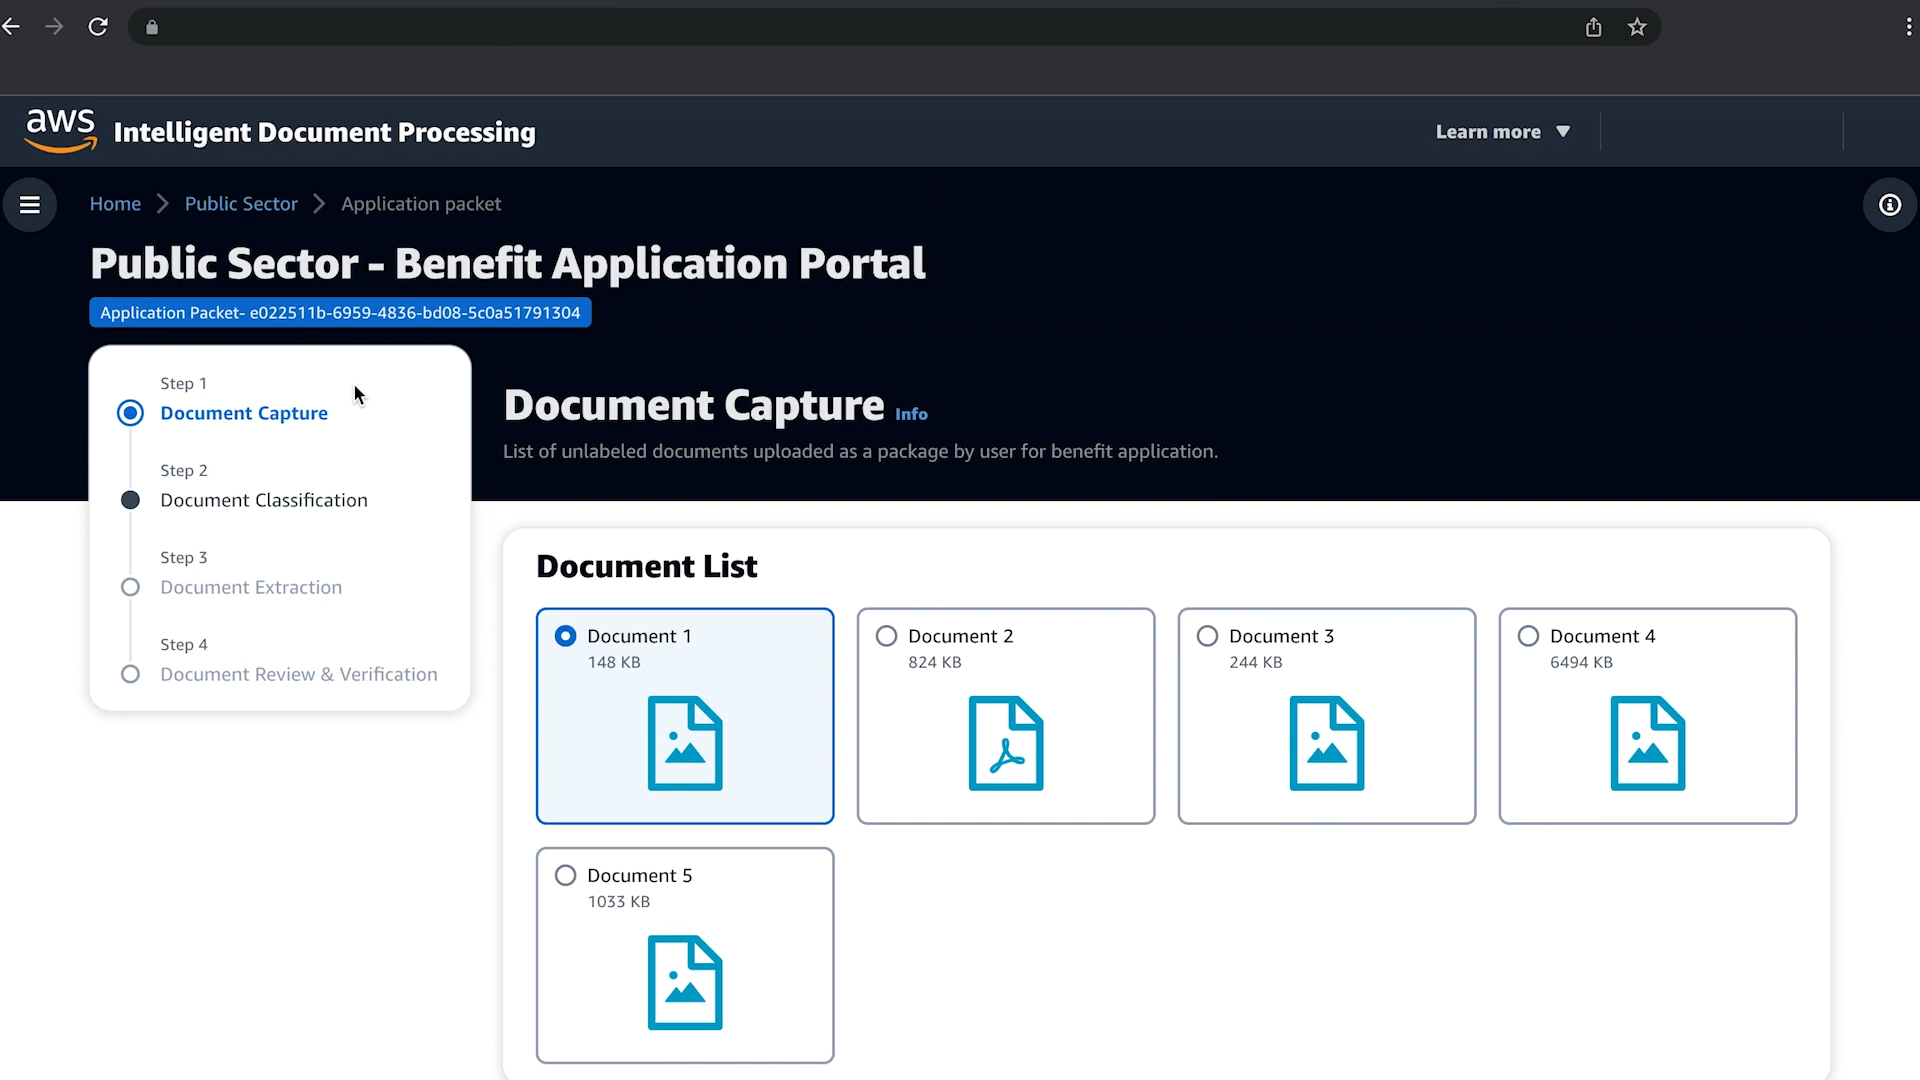 aws
Intelligent Document Processing
Learn more
Home
Public Sector
Application packet
Public Sector - Benefit Application Portal
Application Packet- e022511b-6959-4836-bd08-5c0a51791304
Step 1
Document Capture
Step 2
Document Classification
Step 3
Document Extraction
Step 4
Document Review & Verification
Document Capture Info
List of unlabeled documents uploaded as a package by user for benefit application.
Document List
Document 1
148 KB
Document 2
824 KB
Document 3
244 KB
Document 4
6494 KB
Document 5
1033 KB